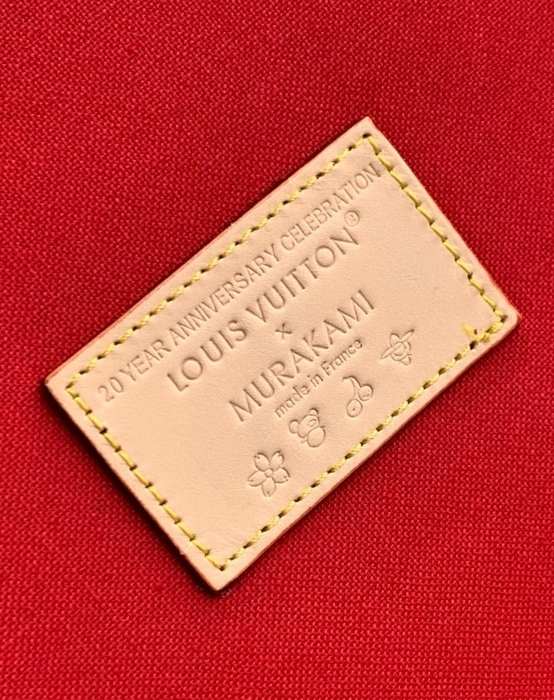 20 YEAR ANNIVERSARY CELEBRATION
LOUIS VUITTON®
×
MURAKAMI
made in France